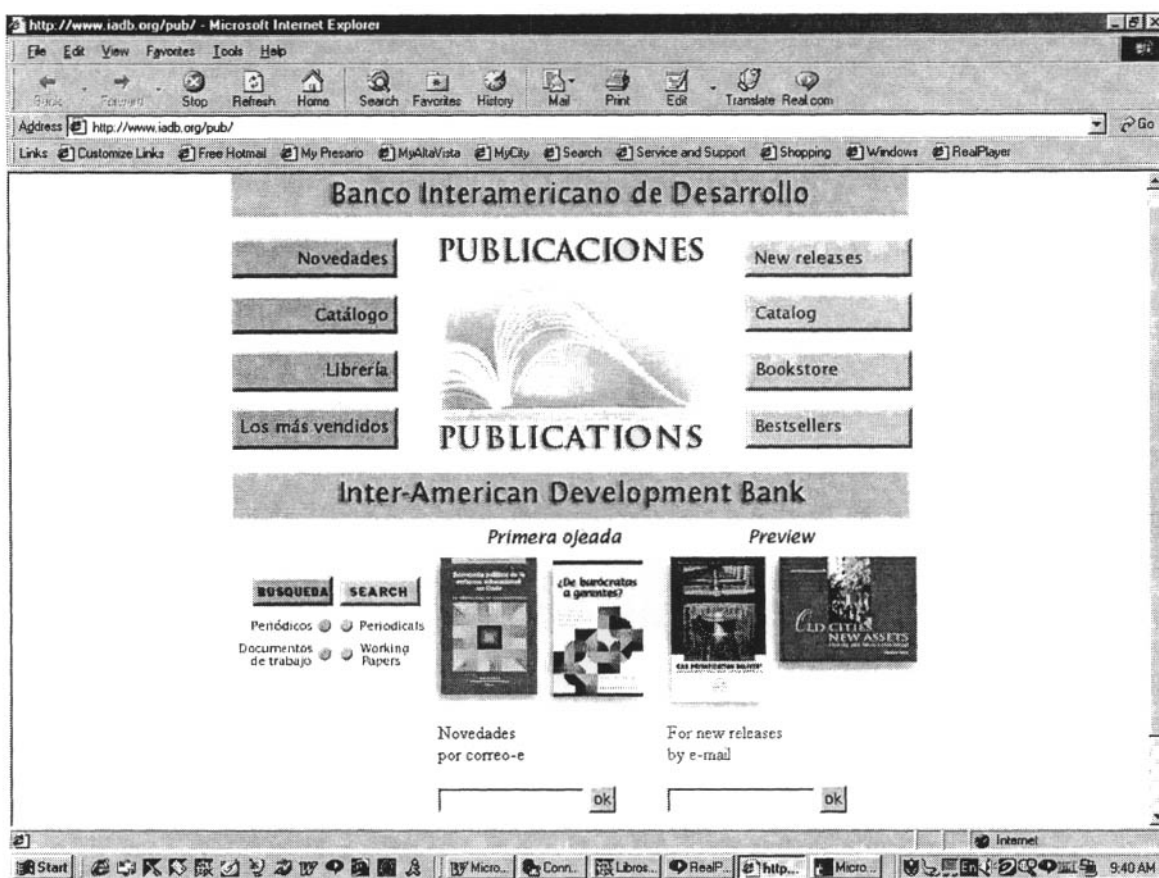 http://www.iadb.org/pub/ - Microsoft Internet Explorer
File Edit View Favorites Tools Help
Back Forward Stop Refresh Home Search Favorites History Mail Print Edit Translate Real.com
Address http://www.iadb.org/pub/ Go
Links Customize Links Free Hotmail My Presario MyAltaVista MyCity Search Service and Support Shopping Windows RealPlayer
Banco Interamericano de Desarrollo
PUBLICACIONES
Novedades
New releases
Catálogo
Catalog
Librería
Bookstore
Los más vendidos
Bestsellers
PUBLICATIONS
Inter-American Development Bank
Primera ojeada Preview
BUSQUEDA SEARCH
Periódicos Periodicals
Documentos de trabajo
Working Papers
¿De burócratas
a gerentes?
OLD CITIES
NEW ASSETS
Novedades
por correo-e
For new releases
by e-mail
ok
ok
Internet
Start Micro... Conn... Libros... RealP... http... Micro... En 9:40 AM